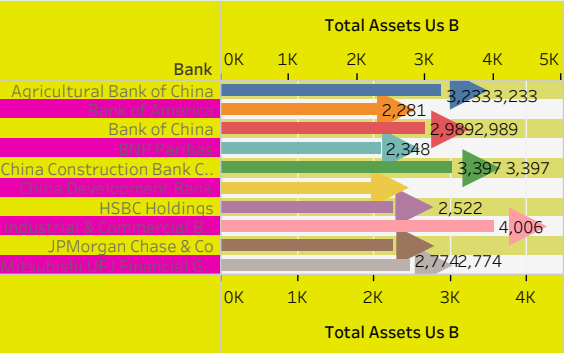 Total Assets Us B
Bank
0K 1K 2K 3K 4K 5K
Agricultural Bank of China 3,233 3,233
Bank of America 2,281
Bank of China 2,989 2,989
BNP Paribas 2,348
China Construction Bank C.. 3,397 3,397
China Development Bank
HSBC Holdings 2,522
4,006
JPMorgan Chase & Co
2,774 2,774
0K 1K 2K 3K 4K
Total Assets Us B